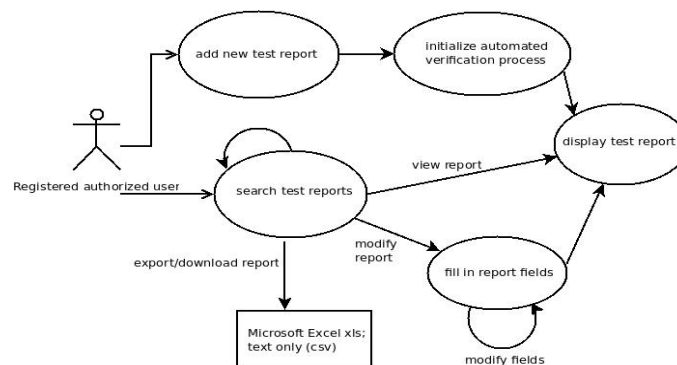 add new test report
initialize automated
verification process
display test report
Registered authorized user
search test reports
view report
modify
report
export/download report
fill in report fields
Microsoft Excel xls;
text only (csv)
modify fields